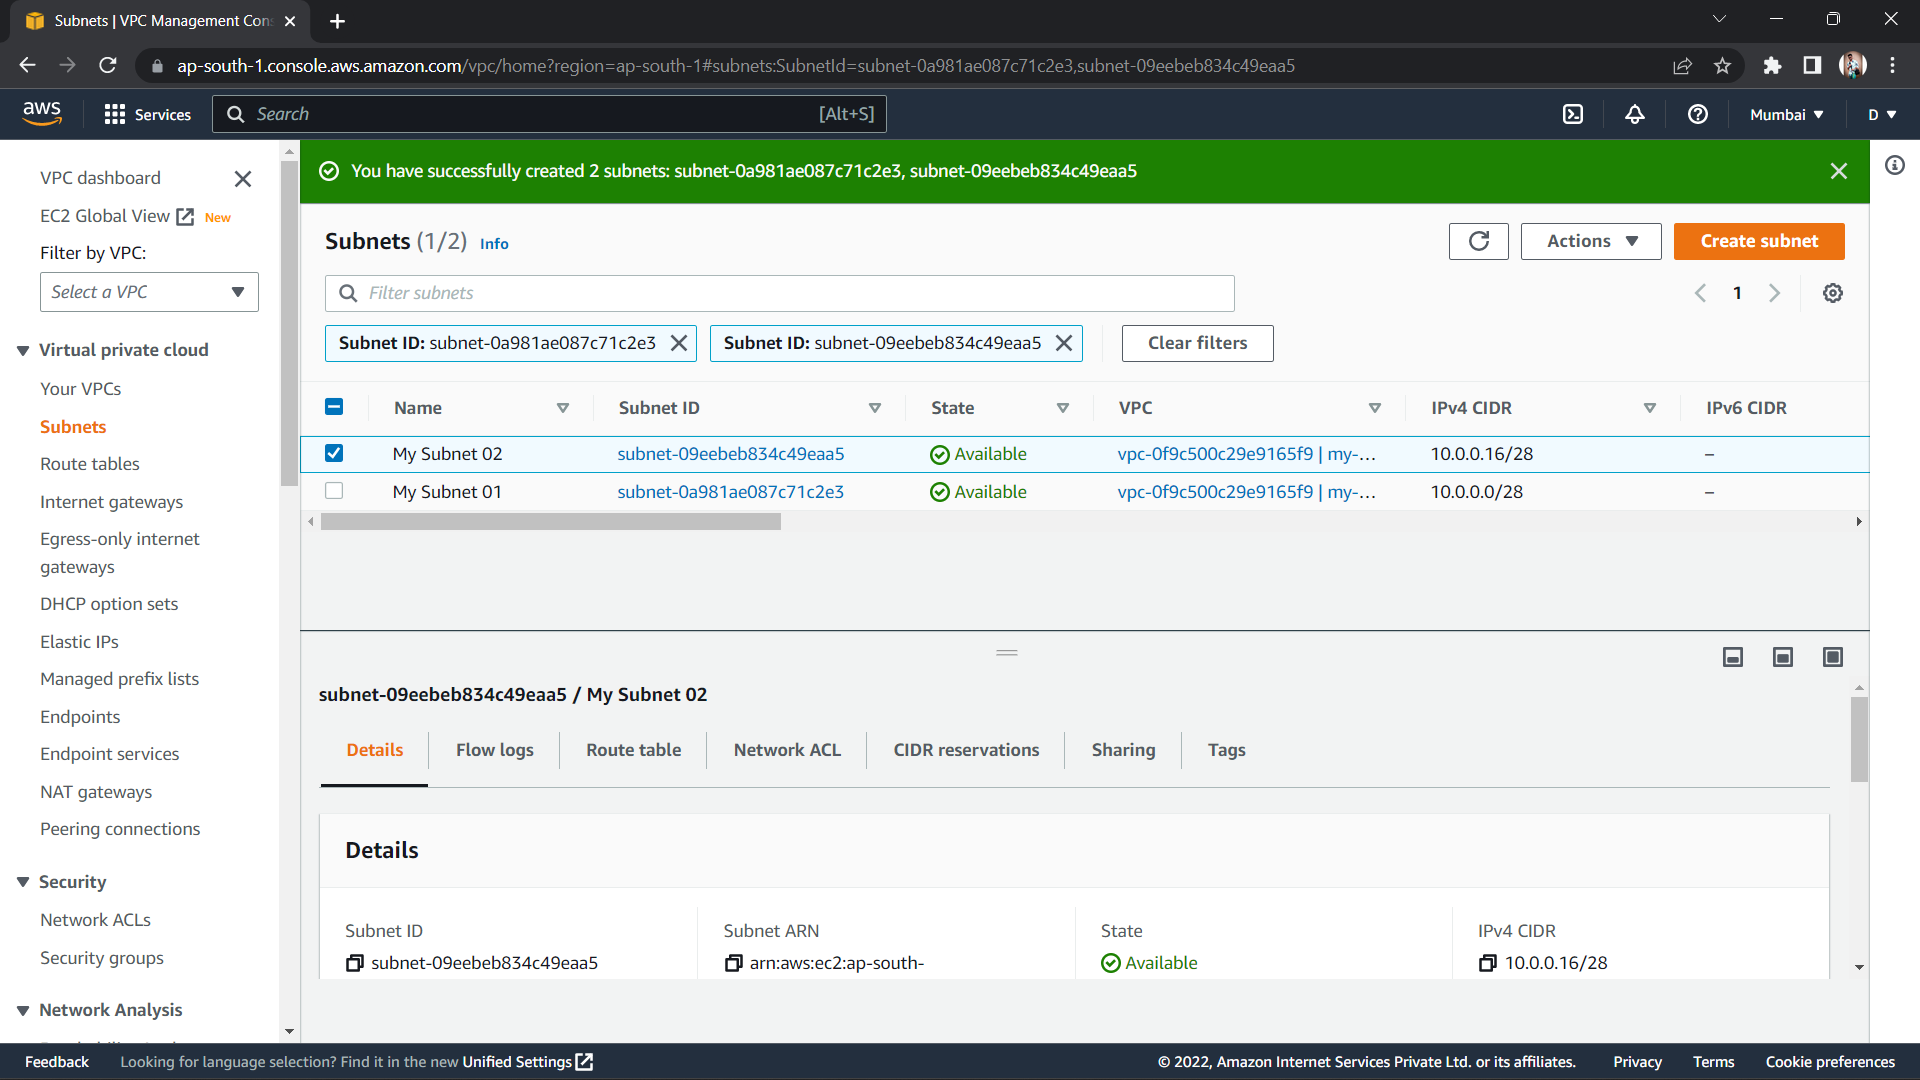 Subnets | VPC Management Con
ap-south-1.console.aws.amazon.com/vpc/home?region=ap-south-1#subnets:SubnetId=subnet-0a981ae087c71c2e3,subnet-09eebeb834c49eaa5
aws Services Search [Alt+S] Mumbai D
VPC dashboard
EC2 Global View New
Filter by VPC:
Select a VPC
Virtual private cloud
Your VPCs
Subnets
Route tables
Internet gateways
Egress-only internet
gateways
DHCP option sets
Elastic IPs
Managed prefix lists
Endpoints
Endpoint services
NAT gateways
Peering connections
Security
Network ACLs
Security groups
Network Analysis
You have successfully created 2 subnets: subnet-0a981ae087c71c2e3, subnet-09eebeb834c49eaa5
Subnets (1/2) Info Actions Create subnet
Filter subnets 1
Subnet ID: subnet-0a981ae087c71c2e3 Subnet ID: subnet-09eebeb834c49eaa5 Clear filters
Name Subnet ID State VPC IPv4 CIDR IPv6 CIDR
My Subnet 02 subnet-09eebeb834c49eaa5 Available vpc-0f9c500c29e9165f9 | my-... 10.0.0.16/28 –
My Subnet 01 subnet-0a981ae087c71c2e3 Available vpc-0f9c500c29e9165f9 | my-... 10.0.0.0/28 –
subnet-09eebeb834c49eaa5 / My Subnet 02
Details Flow logs Route table Network ACL CIDR reservations Sharing Tags
Details
Subnet ID Subnet ARN State IPv4 CIDR
subnet-09eebeb834c49eaa5 arn:aws:ec2:ap-south- Available 10.0.0.16/28
Feedback Looking for language selection? Find it in the new Unified Settings © 2022, Amazon Internet Services Private Ltd. or its affiliates. Privacy Terms Cookie preferences